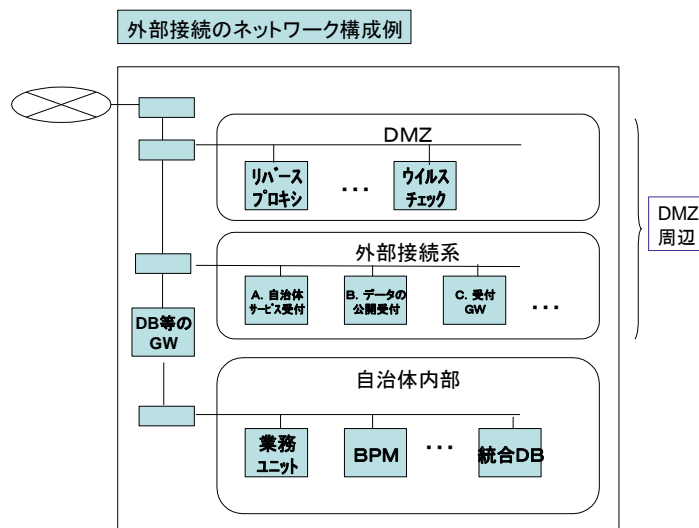 外部接続のネットワーク構成例
DMZ
リバース
プロキシ
・・・
ウイルス
チェック
DMZ
周辺
外部接続系
A. 自治体
サービス受付
B. データの
公開受付
C. 受付
GW
・・・
DB等の
GW
自治体内部
業務
ユニット
BPM
・・・
統合DB